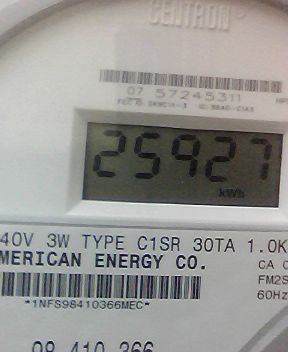 CENTRON®
07 57245311
25927
kWh
40V 3W TYPE C1SR 30TA 1.0K
MERICAN ENERGY CO.
CA 0
FM2S
60Hz
*1NFS98410366MEC*
98 410 366